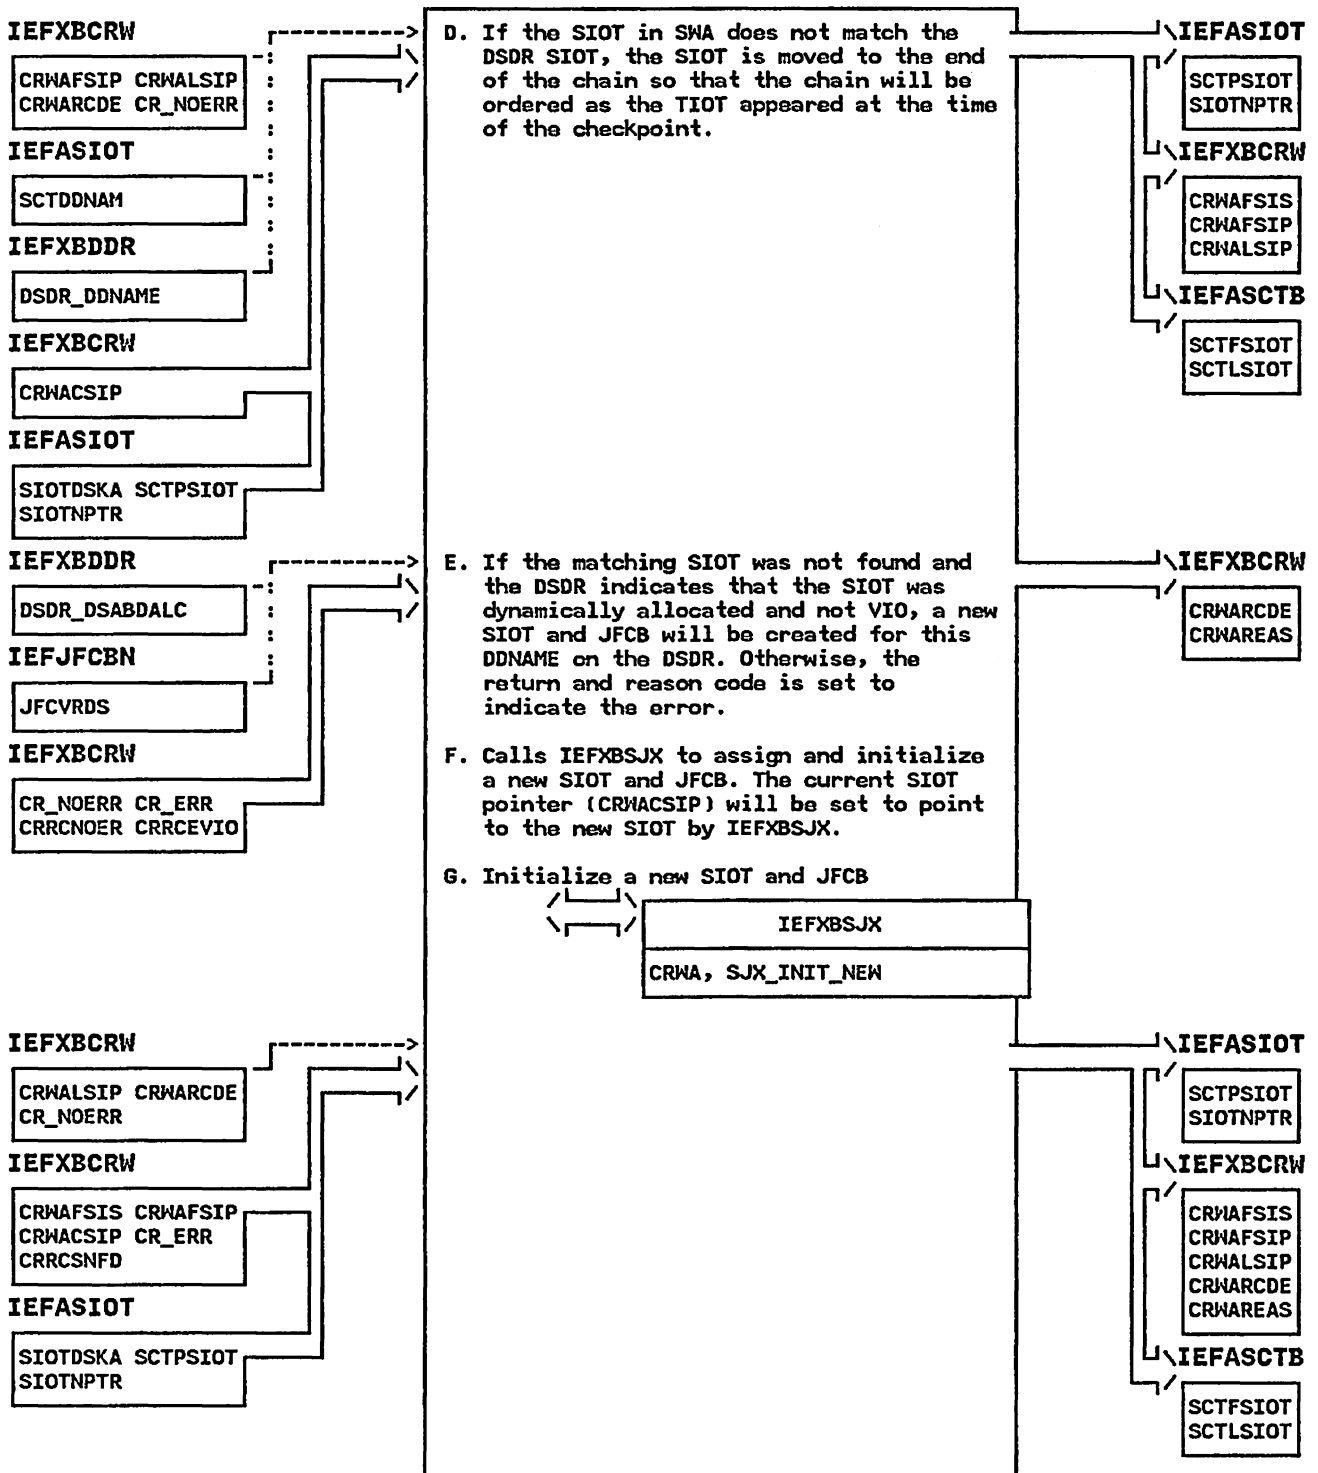 IEFXBCRW
CRWAFSIP CRWALSIP
CRWARCDE CR_NOERR
IEFASIOT
SCTDDNAM
IEFXBDDR
DSDR_DDNAME
IEFXBCRW
CRWACSIP
IEFASIOT
SIOTDSKA SCTPSIOT
SIOTNPTR
D. If the SIOT in SWA does not match the
DSDR SIOT, the SIOT is moved to the end
of the chain so that the chain will be
ordered as the TIOT appeared at the time
of the checkpoint.
IEFASIOT
SCTPSIOT
SIOTNPTR
IEFXBCRW
CRWAFSIS
CRWAFSIP
CRWALSIP
IEFASCTB
SCTFSIOT
SCTLSIOT
IEFXBDDR
DSDR_DSABDALC
IEFJFCBN
JFCVRDS
IEFXBCRW
CR_NOERR CR_ERR
CRRCNOER CRRCEVIO
E. If the matching SIOT was not found and
the DSDR indicates that the SIOT was
dynamically allocated and not VIO, a new
SIOT and JFCB will be created for this
DDNAME on the DSDR. Otherwise, the
return and reason code is set to
indicate the error.
IEFXBCRW
CRWARCDE
CRWAREAS
F. Calls IEFXBSJX to assign and initialize
a new SIOT and JFCB. The current SIOT
pointer (CRWACSIP) will be set to point
to the new SIOT by IEFXBSJX.
G. Initialize a new SIOT and JFCB
IEFXBSJX
CRWA, SJX_INIT_NEW
IEFXBCRW
CRWALSIP CRWARCDE
CR_NOERR
IEFXBCRW
CRWAFSIS CRWAFSIP
CRWACSIP CR_ERR
CRRCSNFD
IEFASIOT
SIOTDSKA SCTPSIOT
SIOTNPTR
IEFASIOT
SCTPSIOT
SIOTNPTR
IEFXBCRW
CRWAFSIS
CRWAFSIP
CRWALSIP
CRWARCDE
CRWAREAS
IEFASCTB
SCTFSIOT
SCTLSIOT